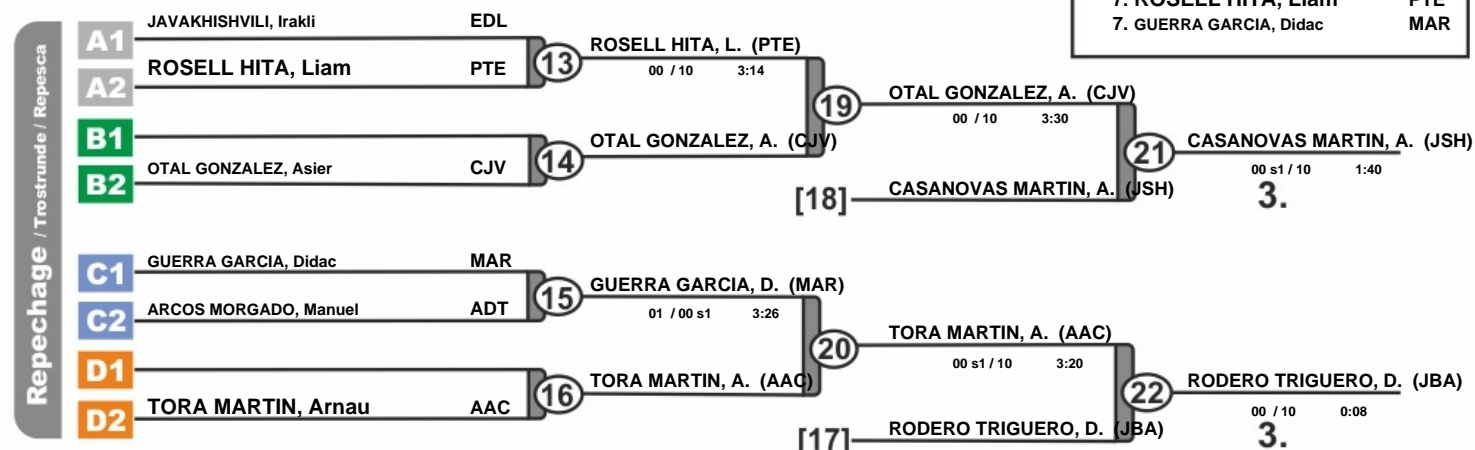 7. ROSELL HITA, Liam PTE
7. GUERRA GARCIA, Didac MAR
Repechage / Trostrunde / Repesca
A1 JAVAKHISHVILI, Irakli EDL
A2 ROSELL HITA, Liam PTE
13 ROSELL HITA, L. (PTE)
00 / 10 3:14
B1
B2 OTAL GONZALEZ, Asier CJV
14 OTAL GONZALEZ, A. (CJV)
19 OTAL GONZALEZ, A. (CJV)
00 / 10 3:30
[18] CASANOVAS MARTIN, A. (JSH)
21 CASANOVAS MARTIN, A. (JSH)
00 s1 / 10 1:40
3.
C1 GUERRA GARCIA, Didac MAR
C2 ARCOS MORGADO, Manuel ADT
15 GUERRA GARCIA, D. (MAR)
01 / 00 s1 3:26
D1
D2 TORA MARTIN, Arnau AAC
16 TORA MARTIN, A. (AAC)
20 TORA MARTIN, A. (AAC)
00 s1 / 10 3:20
[17] RODERO TRIGUERO, D. (JBA)
22 RODERO TRIGUERO, D. (JBA)
00 / 10 0:08
3.